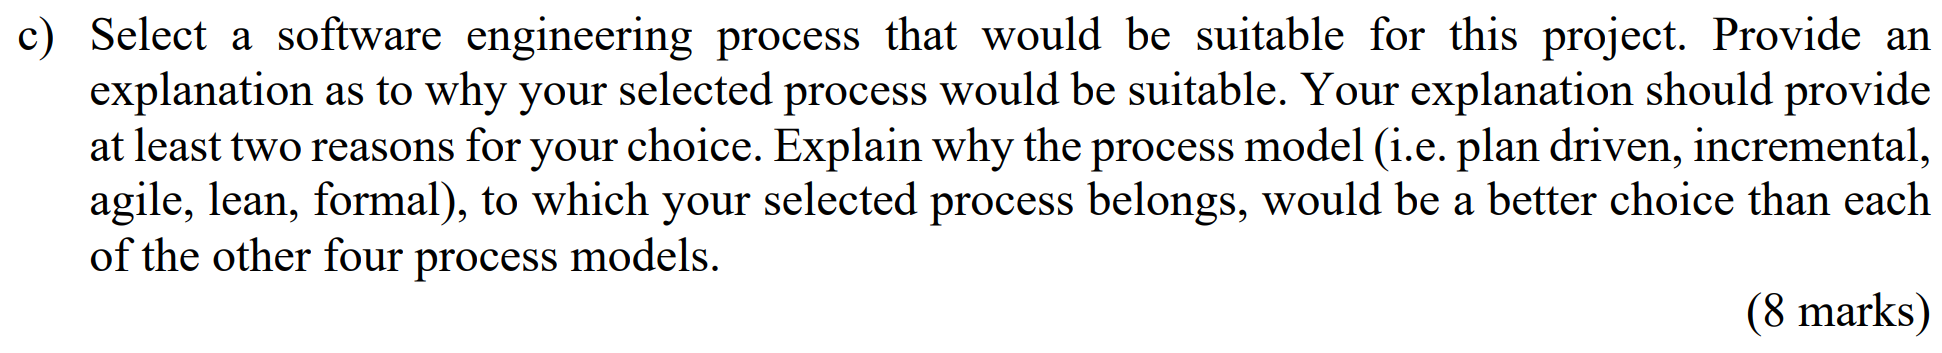 c) Select a software engineering process that would be suitable for this project. Provide an
explanation as to why your selected process would be suitable. Your explanation should provide
at least two reasons for your choice. Explain why the process model (i.e. plan driven, incremental,
agile, lean, formal), to which your selected process belongs, would be a better choice than each
of the other four process models.
(8 marks)